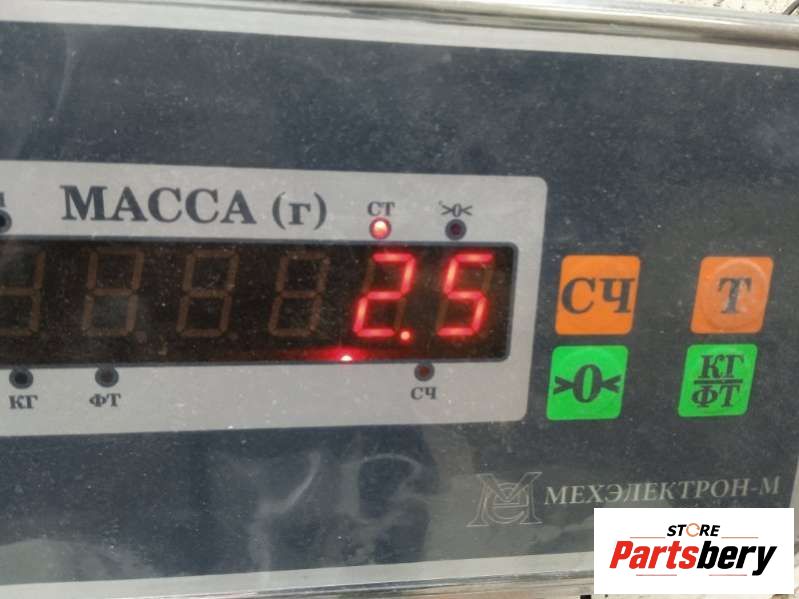 МАССА (г)
СТ
>0<
2.5
СЧ
Т
>0<
КГ
ФТ
КГ
ФТ
СЧ
МЕХЭЛЕКТРОН-М
STORE
Partsbery